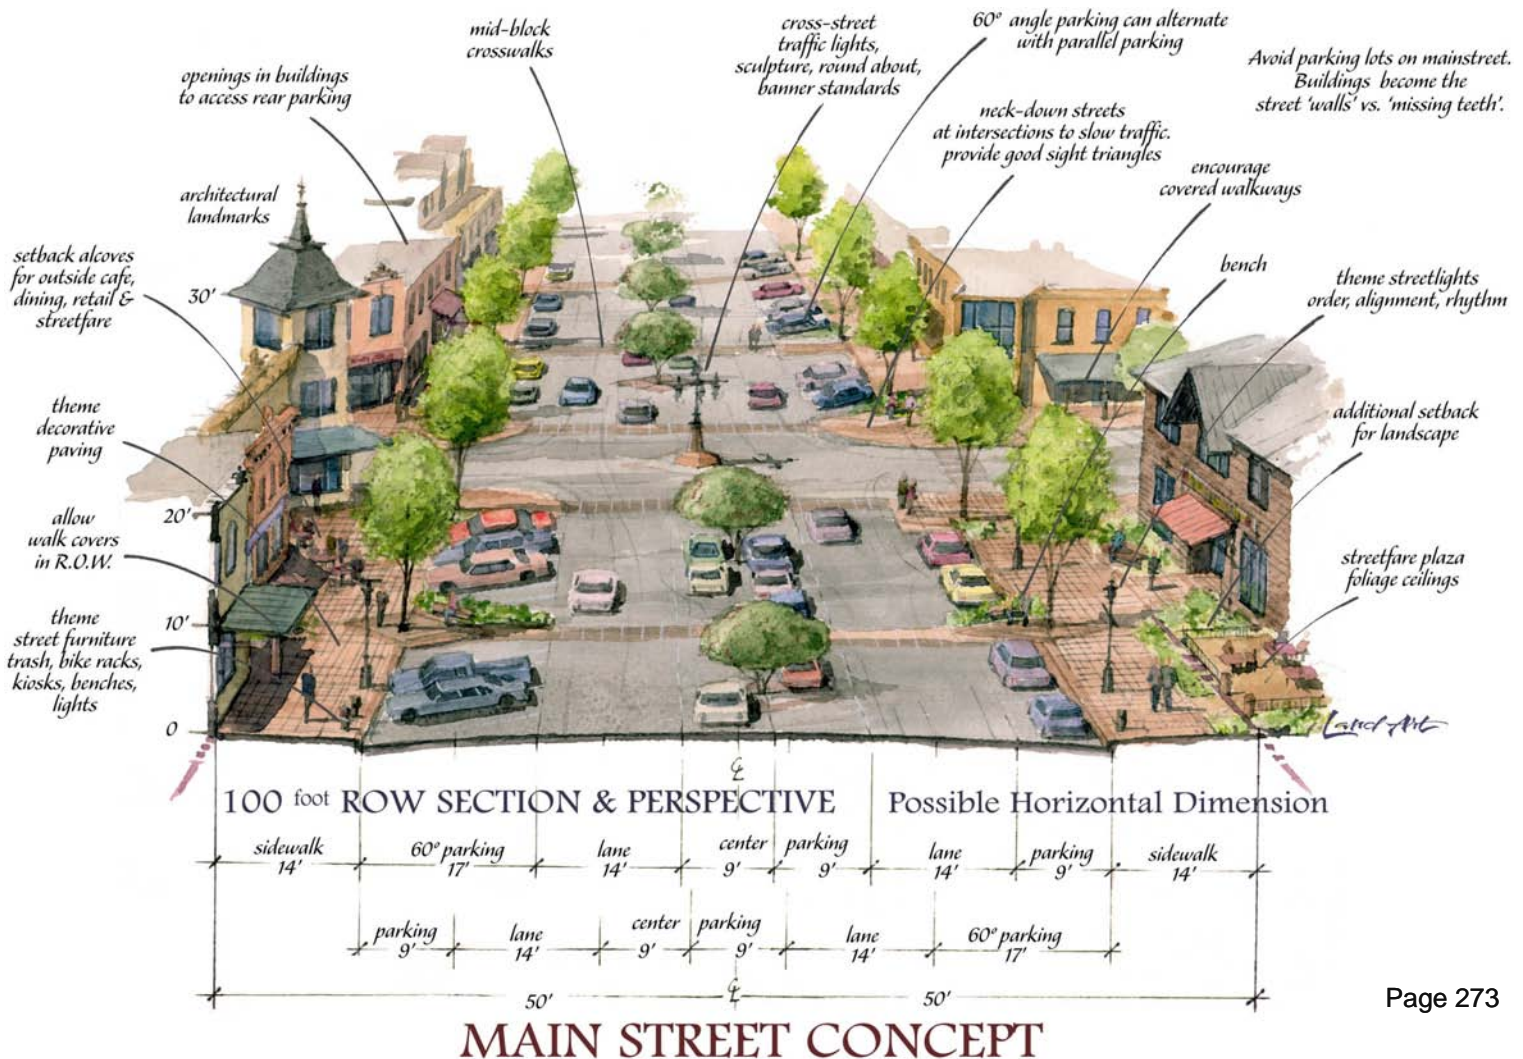 mid-block
crosswalks
cross-street
traffic lights,
sculpture, round about,
banner standards
60° angle parking can alternate
with parallel parking
Avoid parking lots on mainstreet.
Buildings become the
street 'walls' vs. 'missing teeth'.
openings in buildings
to access rear parking
neck-down streets
at intersections to slow traffic.
provide good sight triangles
encourage
covered walkways
architectural
landmarks
setback alcoves
for outside cafe,
dining, retail &
streetfare
bench
theme streetlights
order, alignment, rhythm
30'
theme
decorative
paving
additional setback
for landscape
20'
allow
walk covers
in R.O.W.
streetfare plaza
foliage ceilings
10'
theme
street furniture
trash, bike racks,
kiosks, benches,
lights
0
Land Art
℄
100 foot ROW SECTION & PERSPECTIVE
Possible Horizontal Dimension
sidewalk 14' 60° parking 17' lane 14' center 9' parking 9' lane 14' parking 9' sidewalk 14'
parking 9' lane 14' center 9' parking 9' lane 14' 60° parking 17'
50' ℄ 50'
Page 273
MAIN STREET CONCEPT